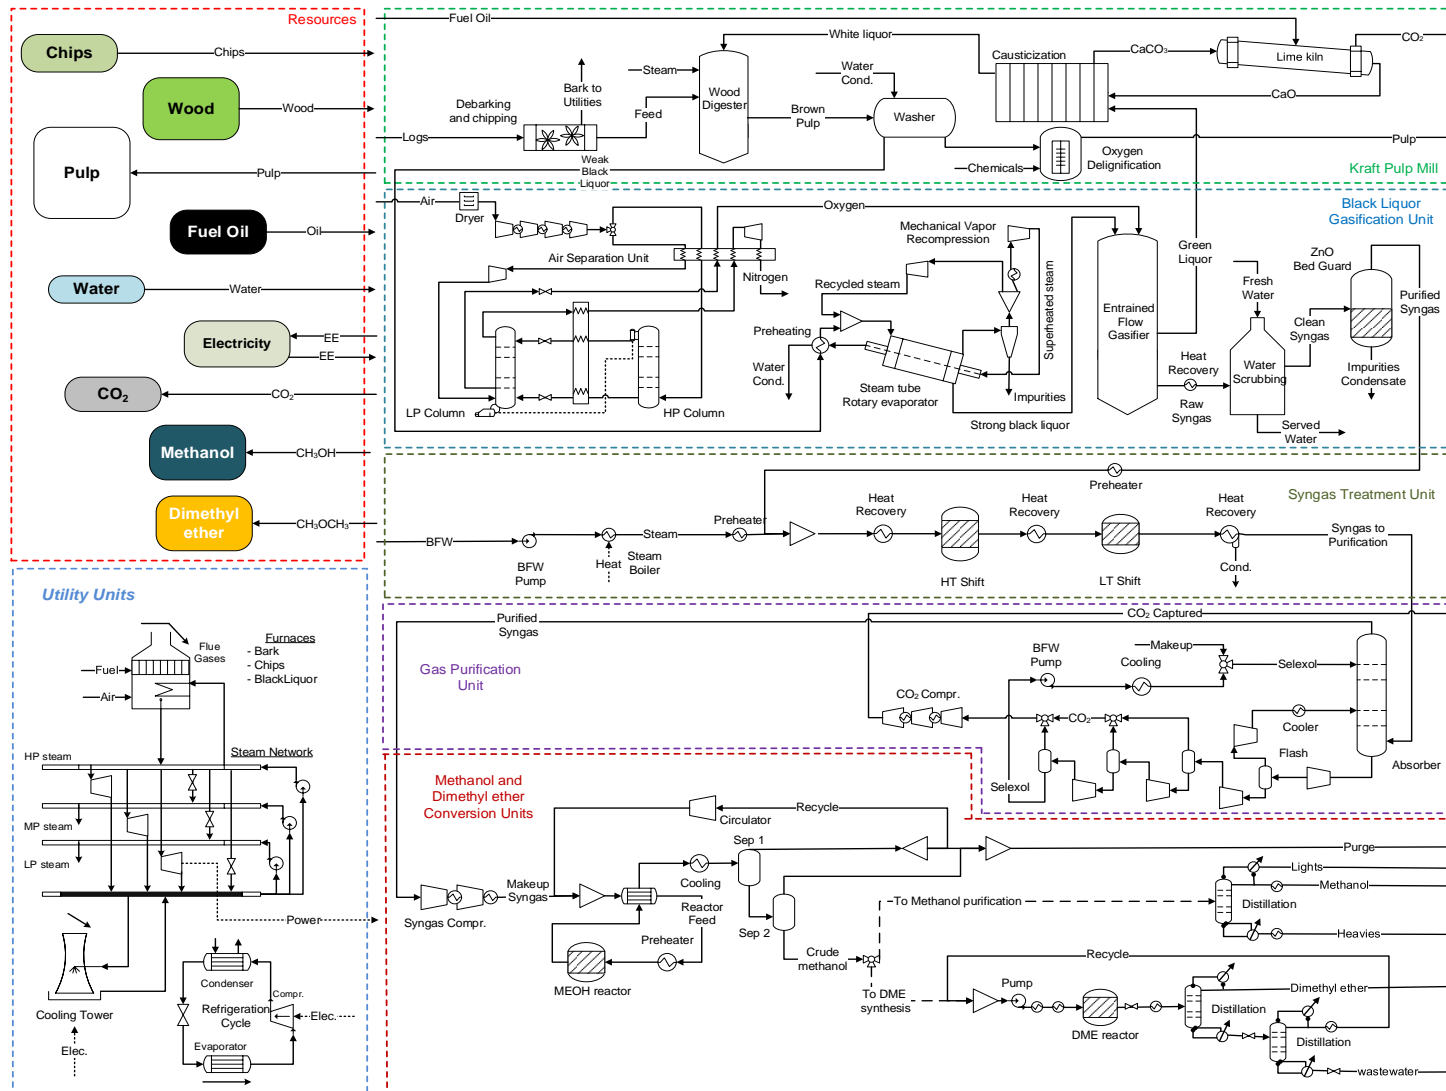 Resources
Chips
Chips
Wood
Wood
Pulp
Pulp
Fuel Oil
Oil
Water
Water
Electricity
EE
EE
CO₂
CO₂
Methanol
CH₃OH
Dimethyl
ether
CH₃OCH₃
Fuel Oil
White liquor
Causticization
CaCO₃
Lime kiln
CO₂
CaO
Steam
Bark to
Utilities
Wood
Digester
Water
Cond.
Debarking
and chipping
Feed
Brown
Pulp
Washer
Logs
Pulp
Weak
Black
Liquor
Chemicals
Oxygen
Delignification
Kraft Pulp Mill
Air
Dryer
Oxygen
Mechanical Vapor
Recompression
Black Liquor
Gasification Unit
Air Separation Unit
Nitrogen
Recycled steam
Superheated steam
Green
Liquor
ZnO
Bed Guard
Fresh
Water
Purified
Syngas
Preheating
Entrained
Flow
Gasifier
Clean
Syngas
Water
Cond.
Steam tube
Rotary evaporator
Impurities
Heat
Recovery
Water
Scrubbing
Impurities
Condensate
LP Column
HP Column
Strong black liquor
Raw
Syngas
Served
Water
Preheater
Syngas Treatment Unit
Heat
Recovery
Heat
Recovery
Heat
Recovery
BFW
Steam
Preheater
Syngas to
Purification
BFW
Pump
Heat
Steam
Boiler
HT Shift
LT Shift
Cond.
Purified
Syngas
CO₂ Captured
Gas Purification
Unit
BFW
Pump
Makeup
Cooling
Selexol
CO₂ Compr.
CO₂
Cooler
Flash
Absorber
Selexol
Utility Units
Flue
Gases
Furnaces
- Bark
- Chips
- BlackLiquor
Fuel
Air
Steam Network
HP steam
MP steam
LP steam
Power
Condenser
Compr.
Refrigeration
Cycle
Elec.
Cooling Tower
Elec.
Evaporator
Methanol and
Dimethyl ether
Conversion Units
Recycle
Circulator
Sep 1
Purge
Cooling
Makeup
Syngas
Syngas Compr.
Reactor
Feed
Sep 2
Preheater
MEOH reactor
Crude
methanol
To Methanol purification
Lights
Methanol
Distillation
Heavies
Recycle
To DME
synthesis
Pump
DME reactor
Dimethyl ether
Distillation
Distillation
wastewater